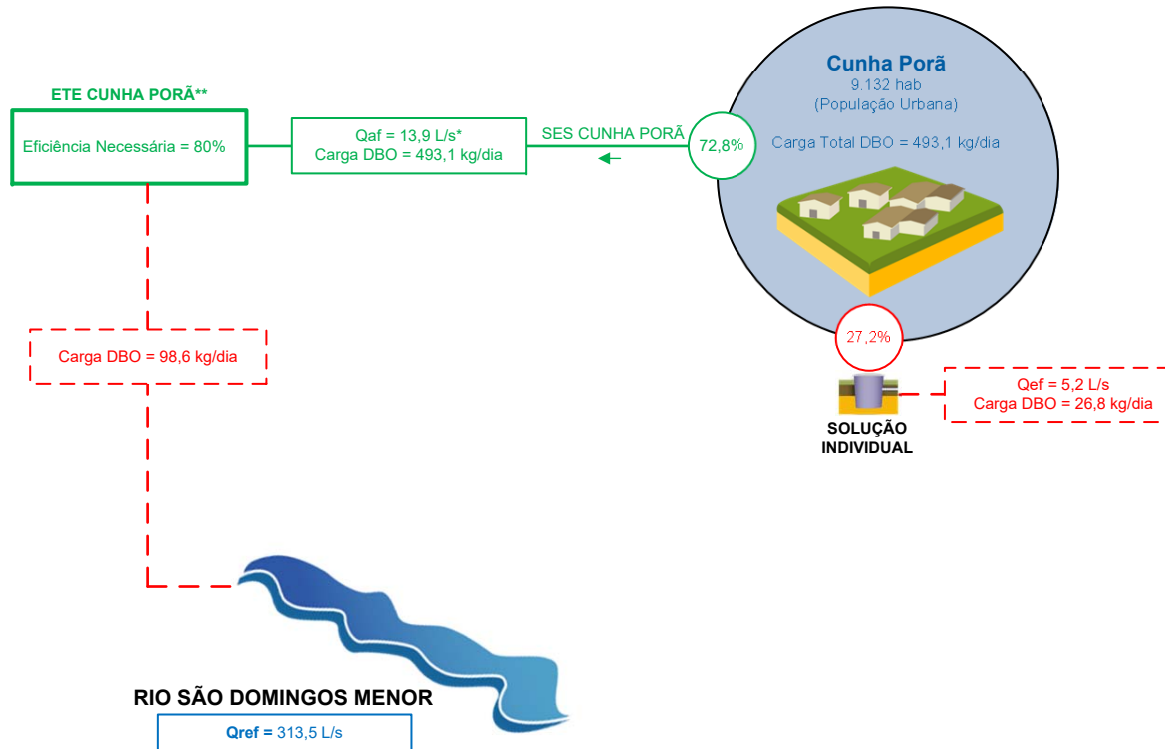 Cunha Porã
9.132 hab
(População Urbana)
Carga Total DBO = 493,1 kg/dia
ETE CUNHA PORÃ**
Eficiência Necessária = 80%
Qaf = 13,9 L/s*
Carga DBO = 493,1 kg/dia
SES CUNHA PORÃ
72,8%
27,2%
SOLUÇÃO
INDIVIDUAL
Qef = 5,2 L/s
Carga DBO = 26,8 kg/dia
Carga DBO = 98,6 kg/dia
RIO SÃO DOMINGOS MENOR
Qref = 313,5 L/s